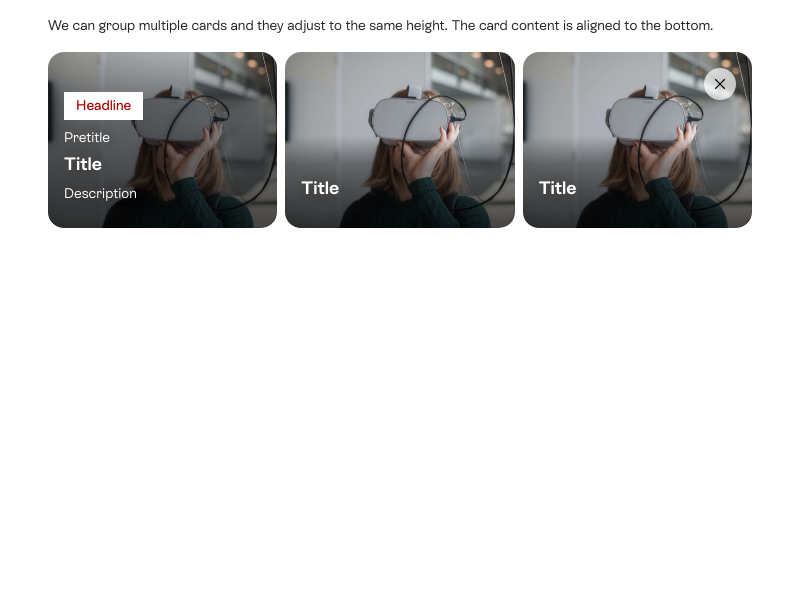 We can group multiple cards and they adjust to the same height. The card content is aligned to the bottom.
Headline
Pretitle
Title
Description
Title
Title